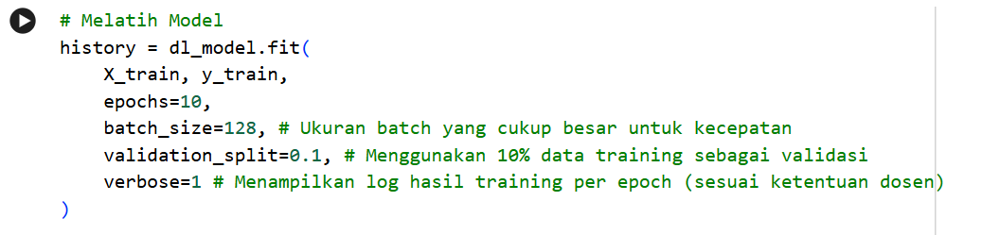 # Melatih Model
history = dl_model.fit(
    X_train, y_train,
    epochs=10,
    batch_size=128, # Ukuran batch yang cukup besar untuk kecepatan
    validation_split=0.1, # Menggunakan 10% data training sebagai validasi
    verbose=1 # Menampilkan log hasil training per epoch (sesuai ketentuan dosen)
)